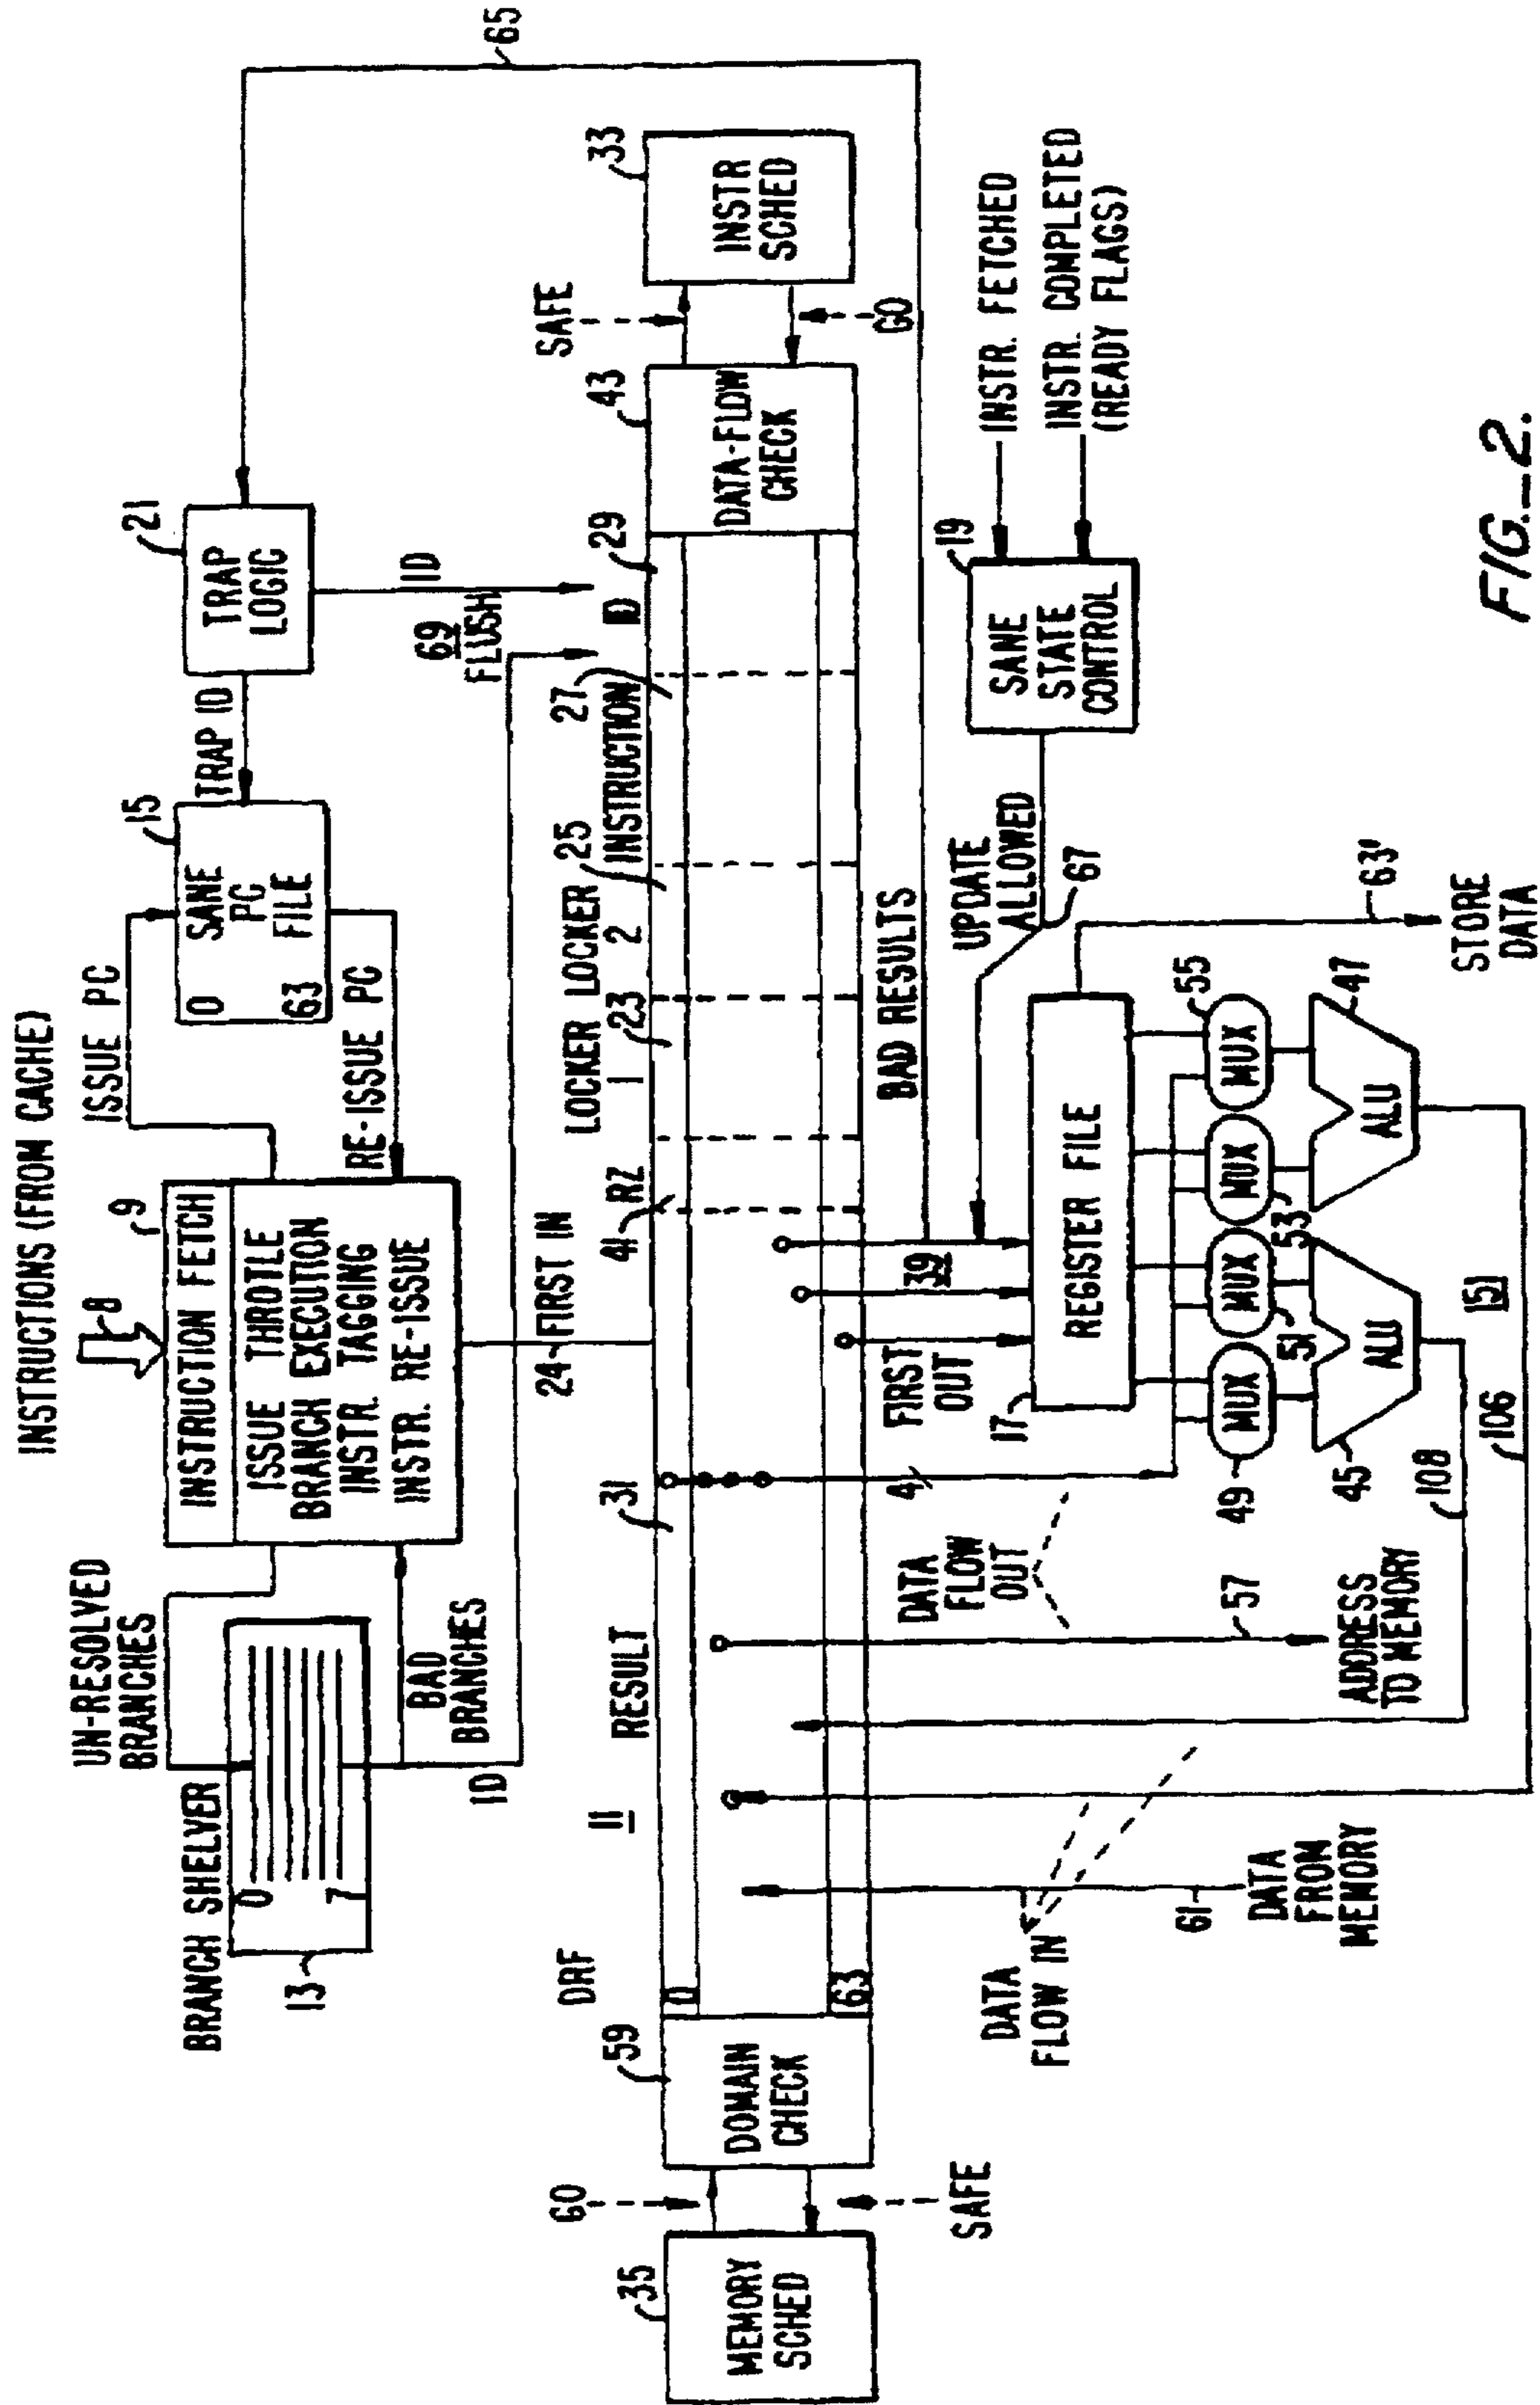 INSTRUCTIONS (FROM CACHE)
8
9
INSTRUCTION FETCH
ISSUE THROTLE
BRANCH EXECUTION
INSTR. TAGGING
INSTR. RE-ISSUE
UN-RESOLVED
BRANCHES
BRANCH SHELVER
0
7
13
BAD
BRANCHES
ID
ISSUE PC
RE-ISSUE PC
15
SANE
PC
FILE
0
63
TRAP ID
21
TRAP
LOGIC
ID
69
FLUSH
65
24
FIRST IN
35
MEMORY
SCHED
GO
SAFE
59
DOMAIN
CHECK
DRF
0
63
11
RESULT
31
41
RZ
LOCKER
1
23
LOCKER
2
25
INSTRUCTION
27
ID
29
43
DATA-FLOW
CHECK
SAFE
GO
33
INSTR
SCHED
DATA
FLOW IN
61
DATA
FROM
MEMORY
57
ADDRESS
TO MEMORY
DATA
FLOW
OUT
4
FIRST
OUT
39
BAD RESULTS
UPDATE
ALLOWED
67
19
SANE
STATE
CONTROL
INSTR. FETCHED
INSTR. COMPLETED
(READY FLAGS)
17
REGISTER FILE
63'
STORE
DATA
49
MUX
51
MUX
53
MUX
55
MUX
45
ALU
47
ALU
108
106
151
FIG._2.